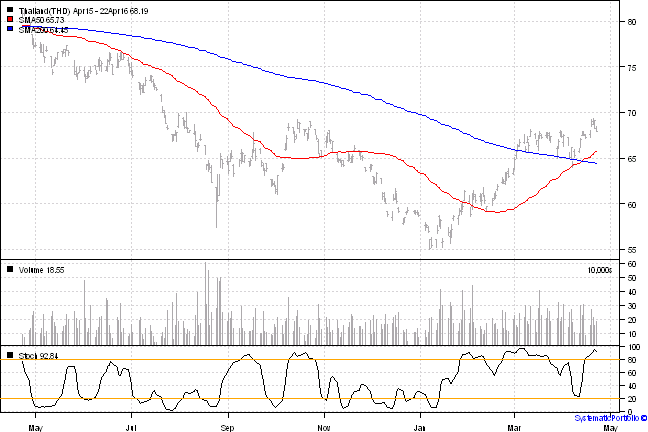 Thailand(THD) Apr15 - 22Apr16 68.19
SMA50 65.73
SMA200 64.45
80
75
70
65
60
55
Volume 18.55
10,000s
60
50
40
30
20
10
Stoch 92.84
100
80
60
40
20
0
May Jul Sep Nov Jan Mar May
SystematicPortfolio ©